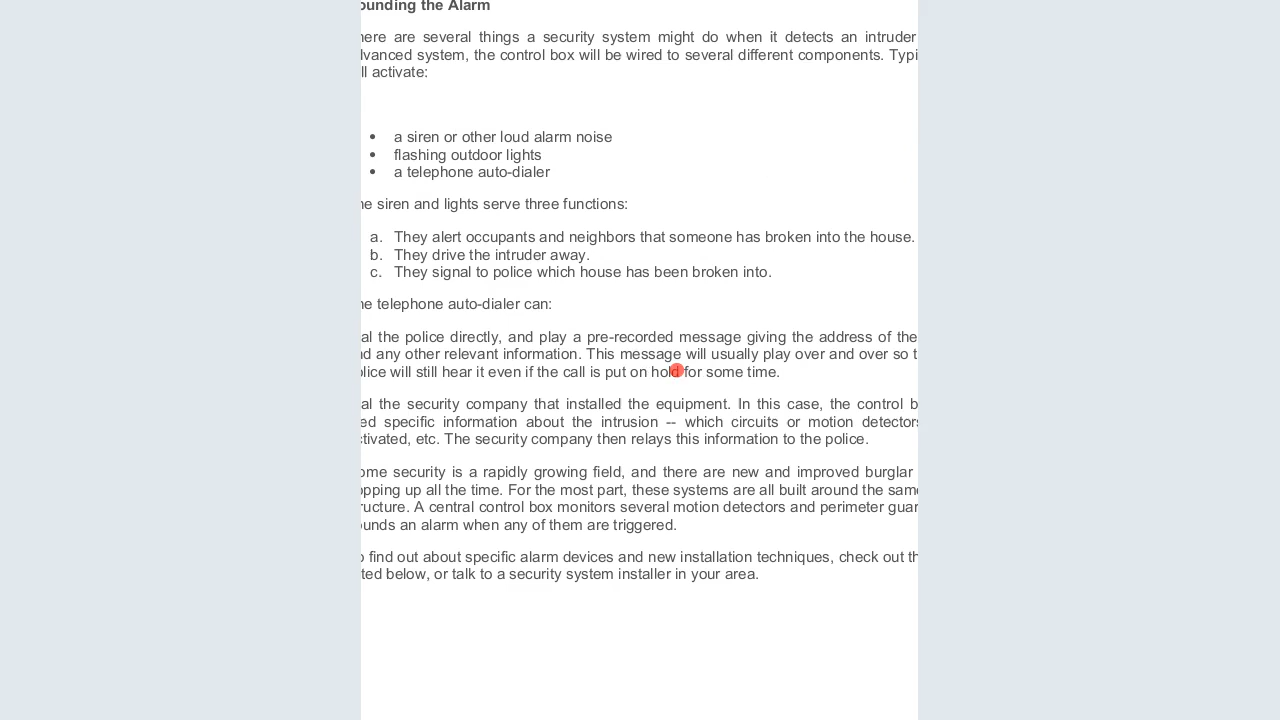 ounding the Alarm
here are several things a security system might do when it detects an intruder
dvanced system, the control box will be wired to several different components. Typi
ll activate:
• a siren or other loud alarm noise
• flashing outdoor lights
• a telephone auto-dialer
he siren and lights serve three functions:
a. They alert occupants and neighbors that someone has broken into the house.
b. They drive the intruder away.
c. They signal to police which house has been broken into.
he telephone auto-dialer can:
al the police directly, and play a pre-recorded message giving the address of the
nd any other relevant information. This message will usually play over and over so t
olice will still hear it even if the call is put on hold for some time.
al the security company that installed the equipment. In this case, the control b
ed specific information about the intrusion -- which circuits or motion detectors
ctivated, etc. The security company then relays this information to the police.
ome security is a rapidly growing field, and there are new and improved burglar
opping up all the time. For the most part, these systems are all built around the same
ructure. A central control box monitors several motion detectors and perimeter guar
ounds an alarm when any of them are triggered.
o find out about specific alarm devices and new installation techniques, check out th
ted below, or talk to a security system installer in your area.